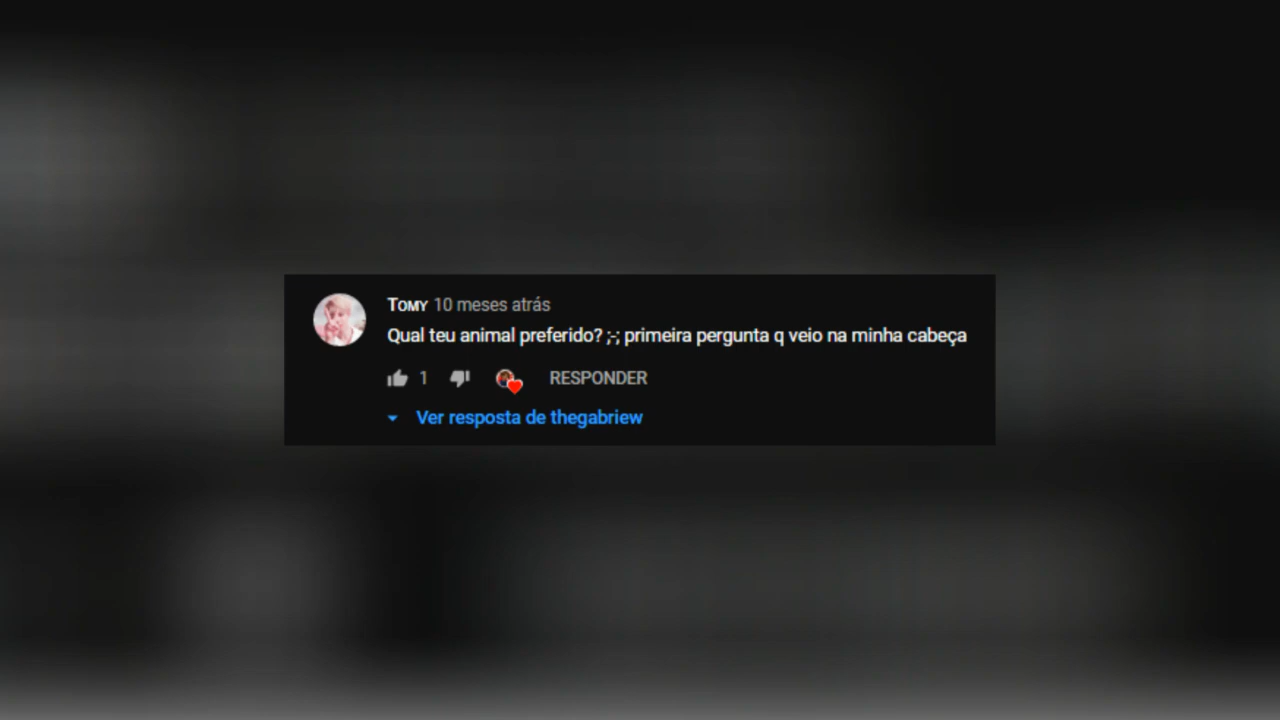 Tomy 10 meses atrás
Qual teu animal preferido? ;-; primeira pergunta q veio na minha cabeça
1 RESPONDER
Ver resposta de thegabriew